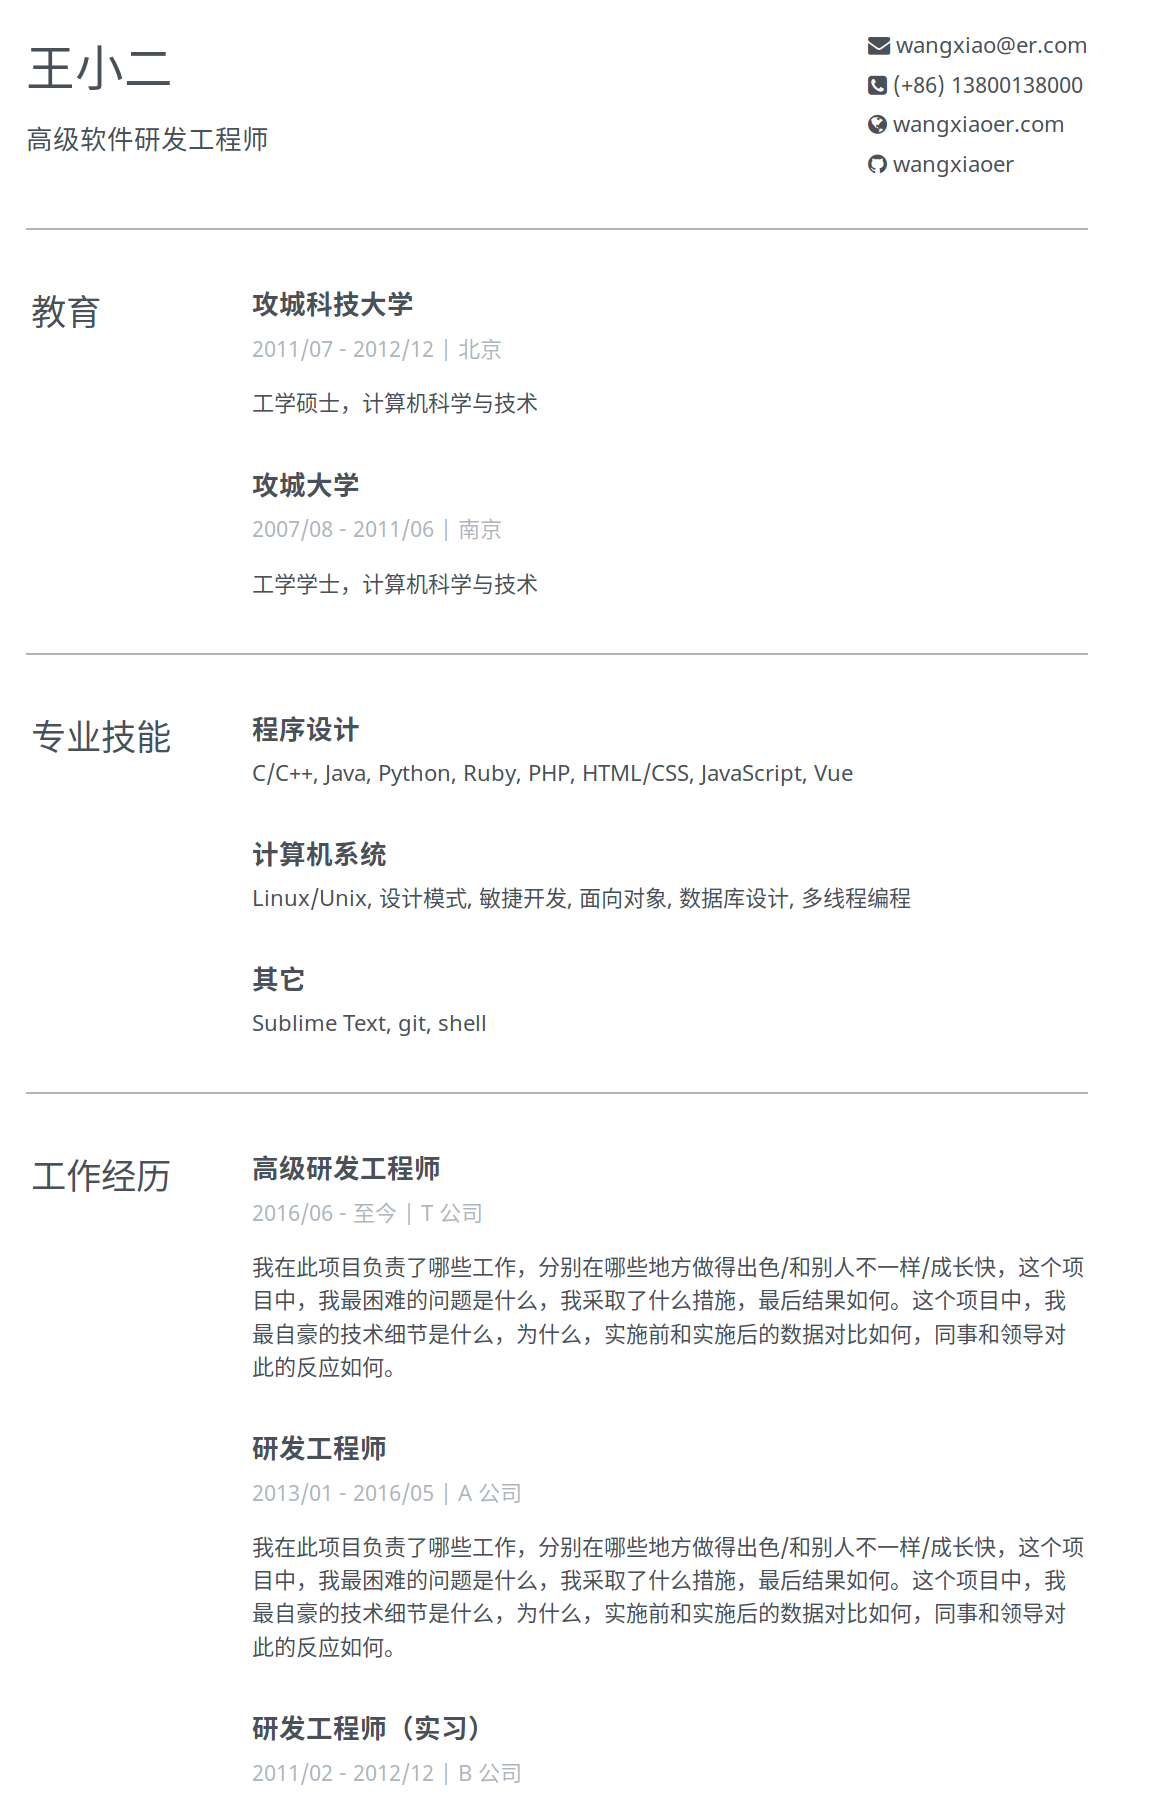 王小二
高级软件研发工程师
wangxiao@er.com
(+86) 13800138000
wangxiaoer.com
wangxiaoer
教育
攻城科技大学
2011/07 - 2012/12 | 北京
工学硕士，计算机科学与技术
攻城大学
2007/08 - 2011/06 | 南京
工学学士，计算机科学与技术
专业技能
程序设计
C/C++, Java, Python, Ruby, PHP, HTML/CSS, JavaScript, Vue
计算机系统
Linux/Unix, 设计模式, 敏捷开发, 面向对象, 数据库设计, 多线程编程
其它
Sublime Text, git, shell
工作经历
高级研发工程师
2016/06 - 至今 | T 公司
我在此项目负责了哪些工作，分别在哪些地方做得出色/和别人不一样/成长快，这个项
目中，我最困难的问题是什么，我采取了什么措施，最后结果如何。这个项目中，我
最自豪的技术细节是什么，为什么，实施前和实施后的数据对比如何，同事和领导对
此的反应如何。
研发工程师
2013/01 - 2016/05 | A 公司
我在此项目负责了哪些工作，分别在哪些地方做得出色/和别人不一样/成长快，这个项
目中，我最困难的问题是什么，我采取了什么措施，最后结果如何。这个项目中，我
最自豪的技术细节是什么，为什么，实施前和实施后的数据对比如何，同事和领导对
此的反应如何。
研发工程师（实习）
2011/02 - 2012/12 | B 公司